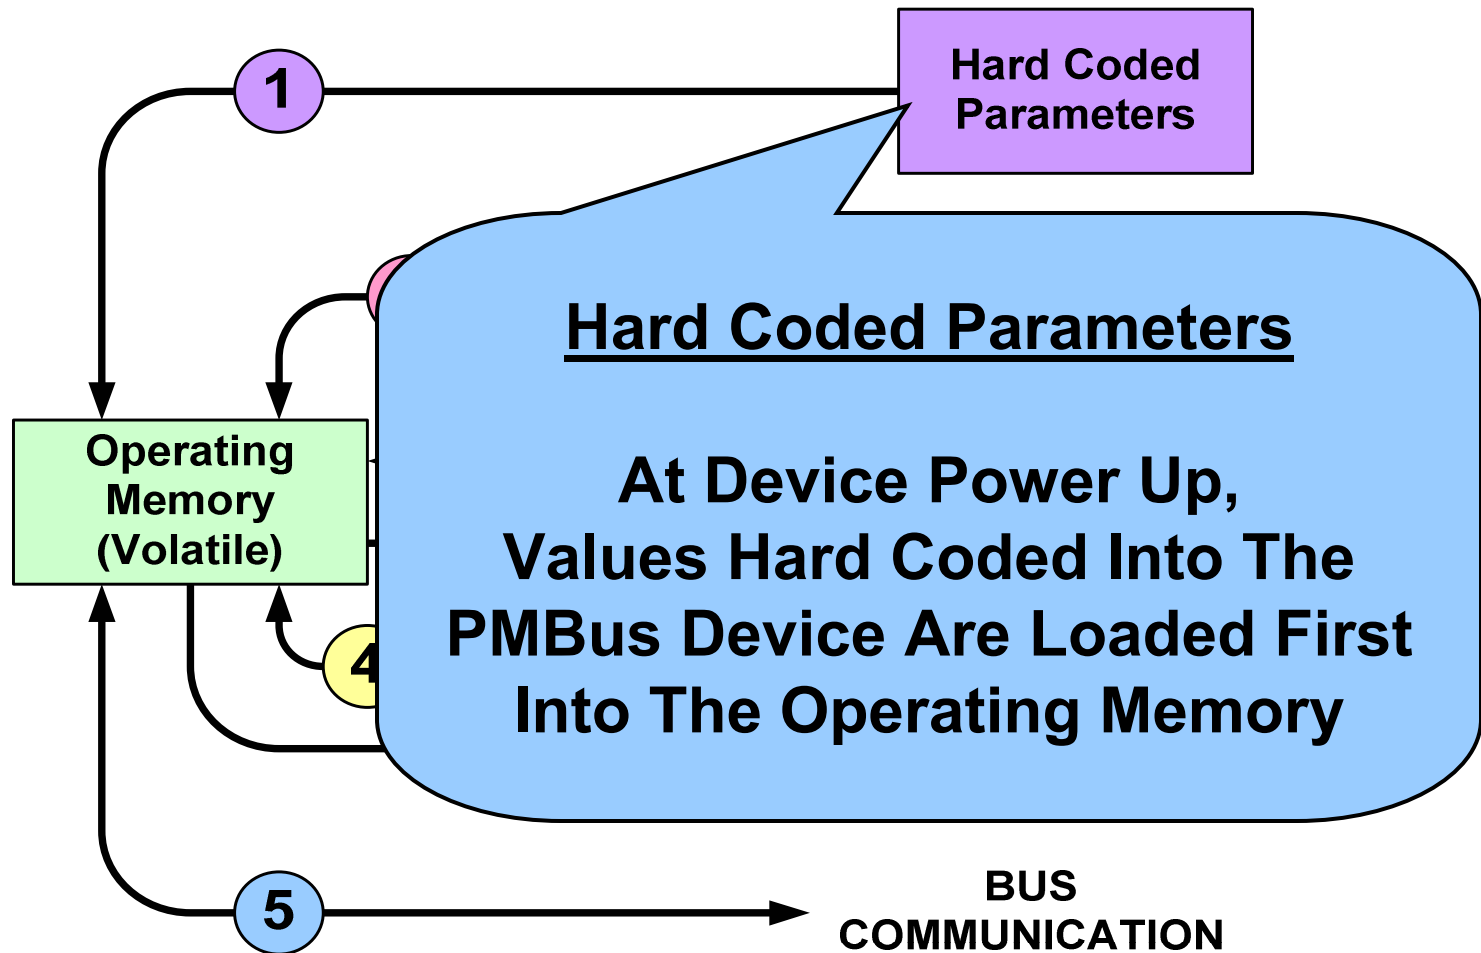 1
Hard Coded
Parameters
Hard Coded Parameters
At Device Power Up,
Values Hard Coded Into The
PMBus Device Are Loaded First
Into The Operating Memory
Operating
Memory
(Volatile)
4
5
BUS
COMMUNICATION